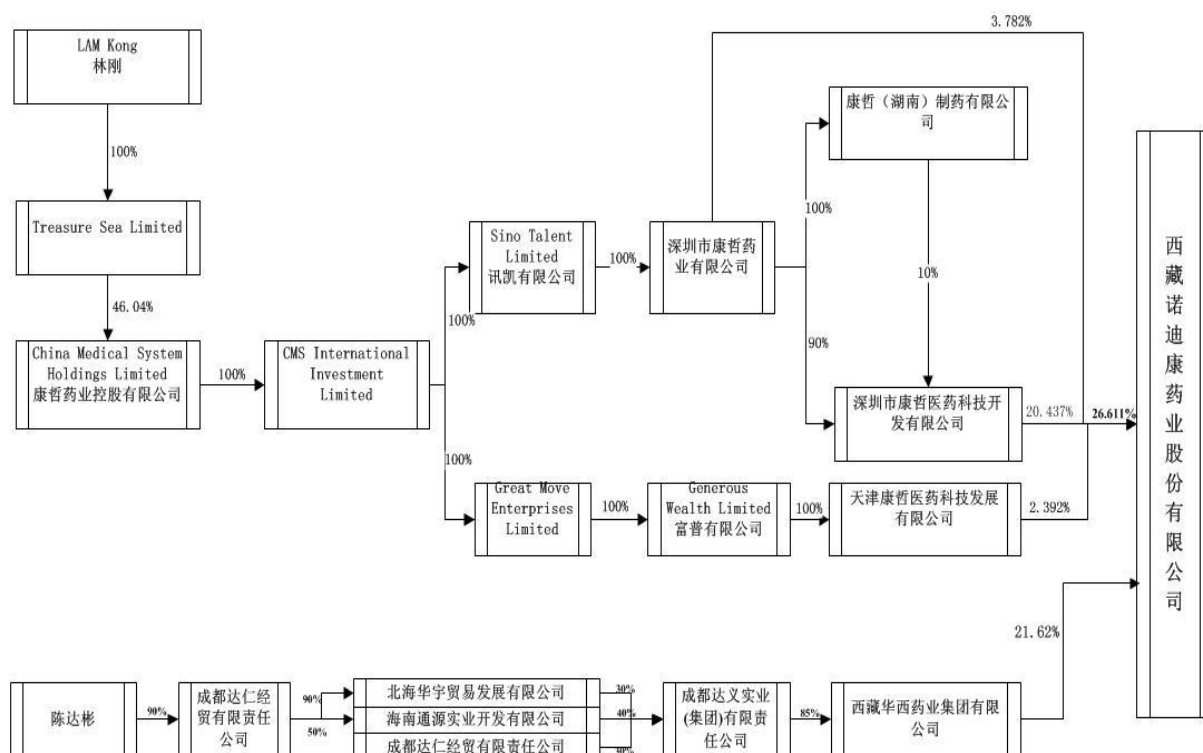 3.782%
LAM Kong
林刚
100%
Treasure Sea Limited
46.04%
China Medical System
Holdings Limited
康哲药业控股有限公司
100%
CMS International
Investment
Limited
100%
100%
Sino Talent
Limited
讯凯有限公司
100%
深圳市康哲药
业有限公司
100%
90%
康哲（湖南）制药有限公
司
10%
深圳市康哲医药科技开
发有限公司
20.437%
26.611%
Great Move
Enterprises
Limited
100%
Generous
Wealth Limited
富普有限公司
100%
天津康哲医药科技发展
有限公司
2.392%
西藏诺迪康药业股份有限公司
21.62%
陈达彬
90%
成都达仁经
贸有限责任
公司
90%
50%
北海华宇贸易发展有限公司
海南通源实业开发有限公司
成都达仁经贸有限责任公司
30%
40%
成都达义实业
(集团)有限责
任公司
85%
西藏华西药业集团有限
公司